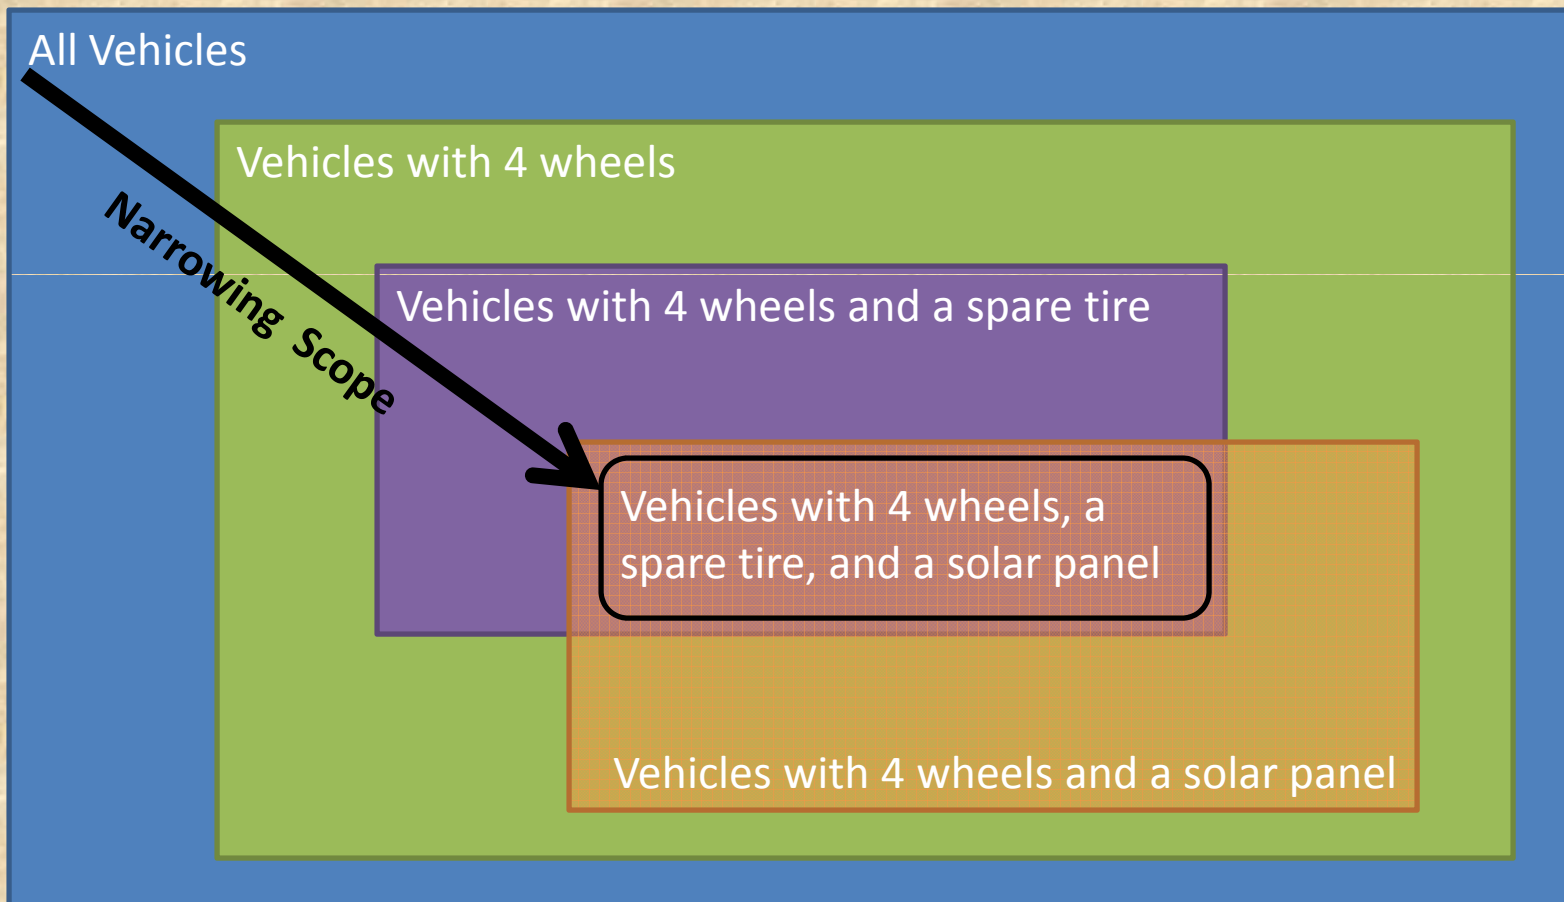 All Vehicles
Vehicles with 4 wheels
Narrowing Scope
Vehicles with 4 wheels and a spare tire
Vehicles with 4 wheels, a
spare tire, and a solar panel
Vehicles with 4 wheels and a solar panel